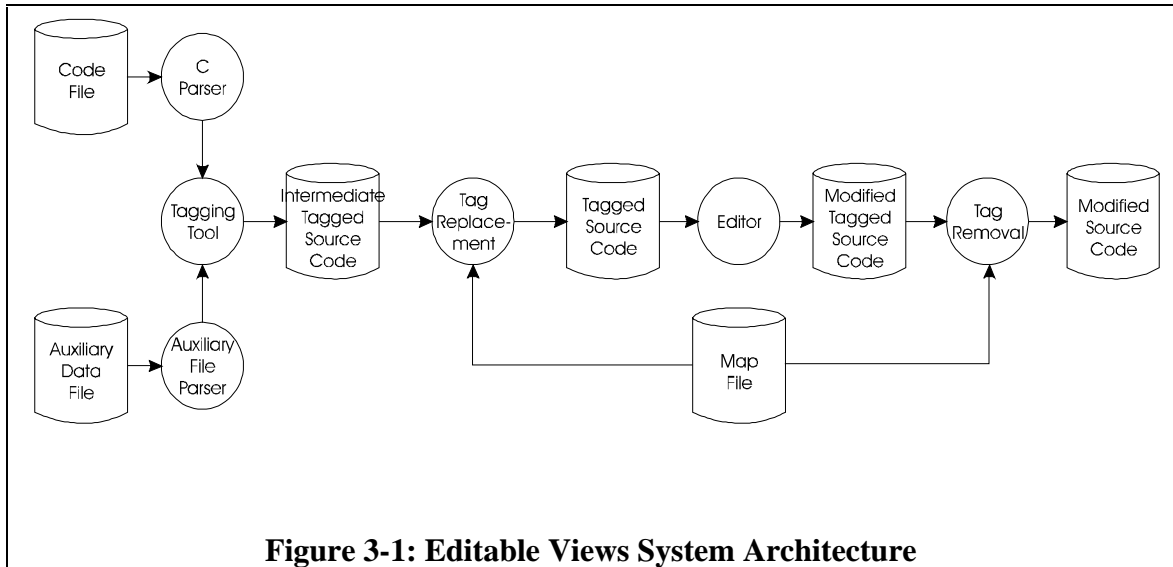 Code
File
C
Parser
Tagging
Tool
Intermediate
Tagged
Source
Code
Tag
Replace-
ment
Tagged
Source
Code
Editor
Modified
Tagged
Source
Code
Tag
Removal
Modified
Source
Code
Auxiliary
Data
File
Auxiliary
File
Parser
Map
File
Figure 3-1: Editable Views System Architecture